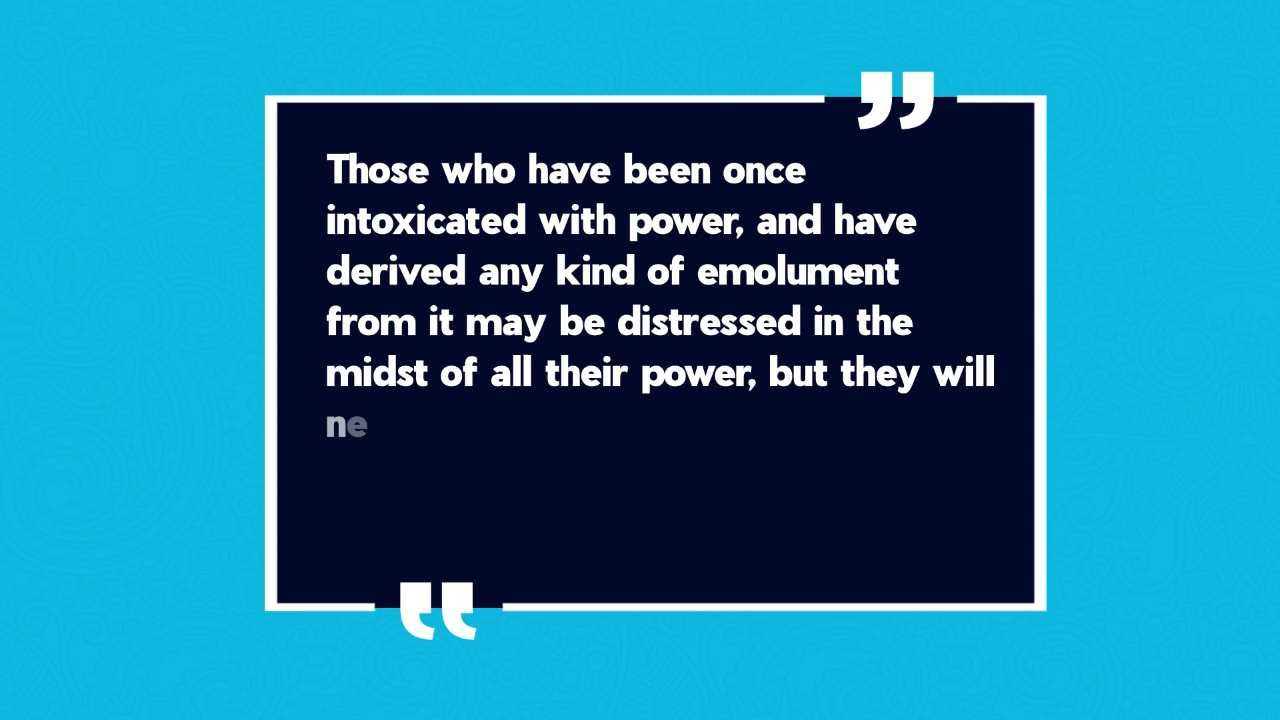 Those who have been once
intoxicated with power, and have
derived any kind of emolument
from it may be distressed in the
midst of all their power, but they will
ne